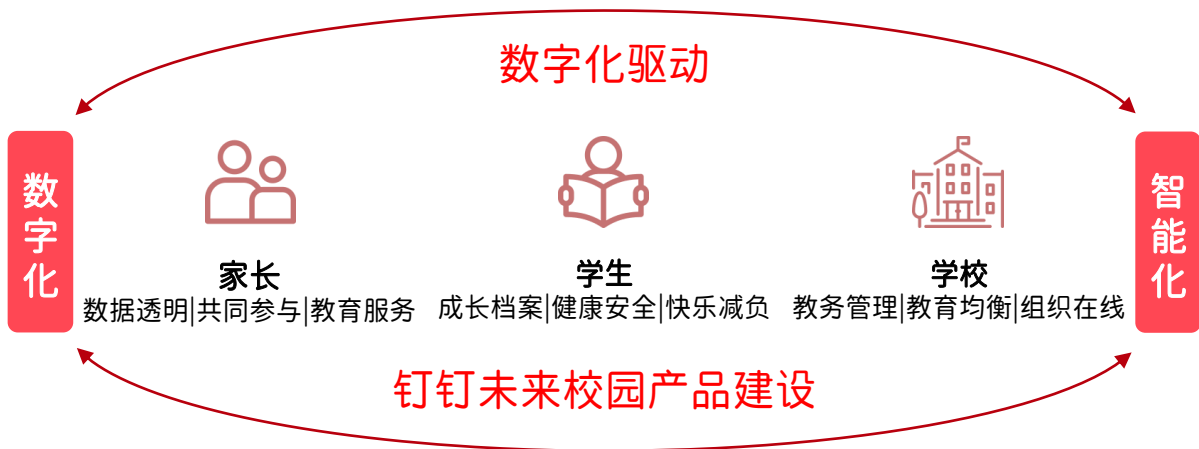 数字化驱动
数字化
智能化
家长
学生
学校
数据透明|共同参与|教育服务
成长档案|健康安全|快乐减负
教务管理|教育均衡|组织在线
钉钉未来校园产品建设